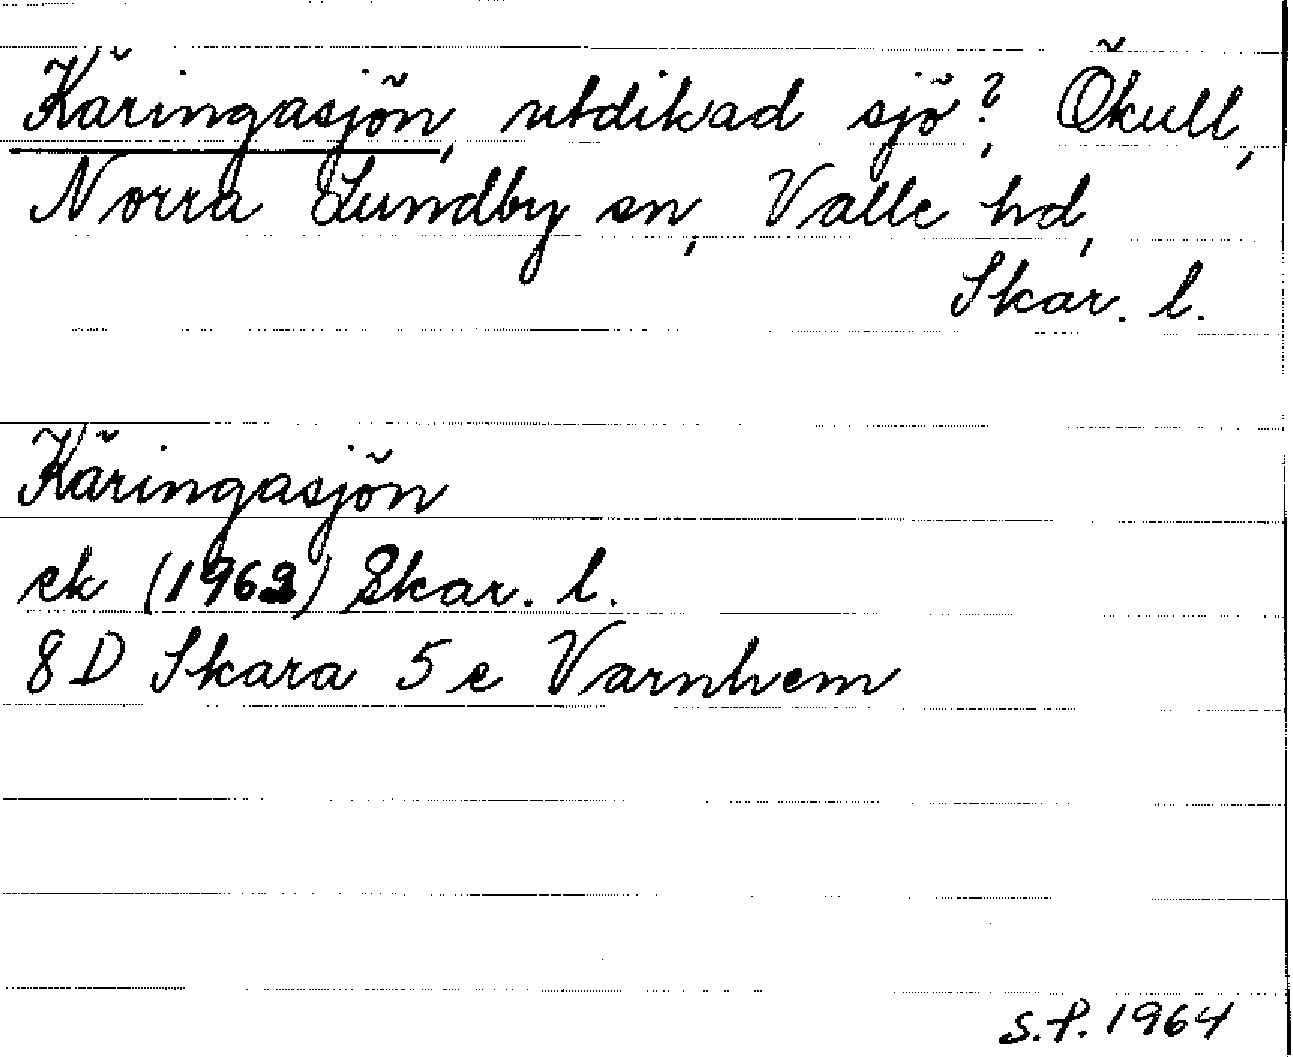 Käringasjön, utdikad sjö?, Ökull,
Norra Lundby sn, Valle hd,
Skar. l.
Käringasjön
ek (1962) Skar. l.
8 D Skara 5 e Varnhem
S.P. 1964